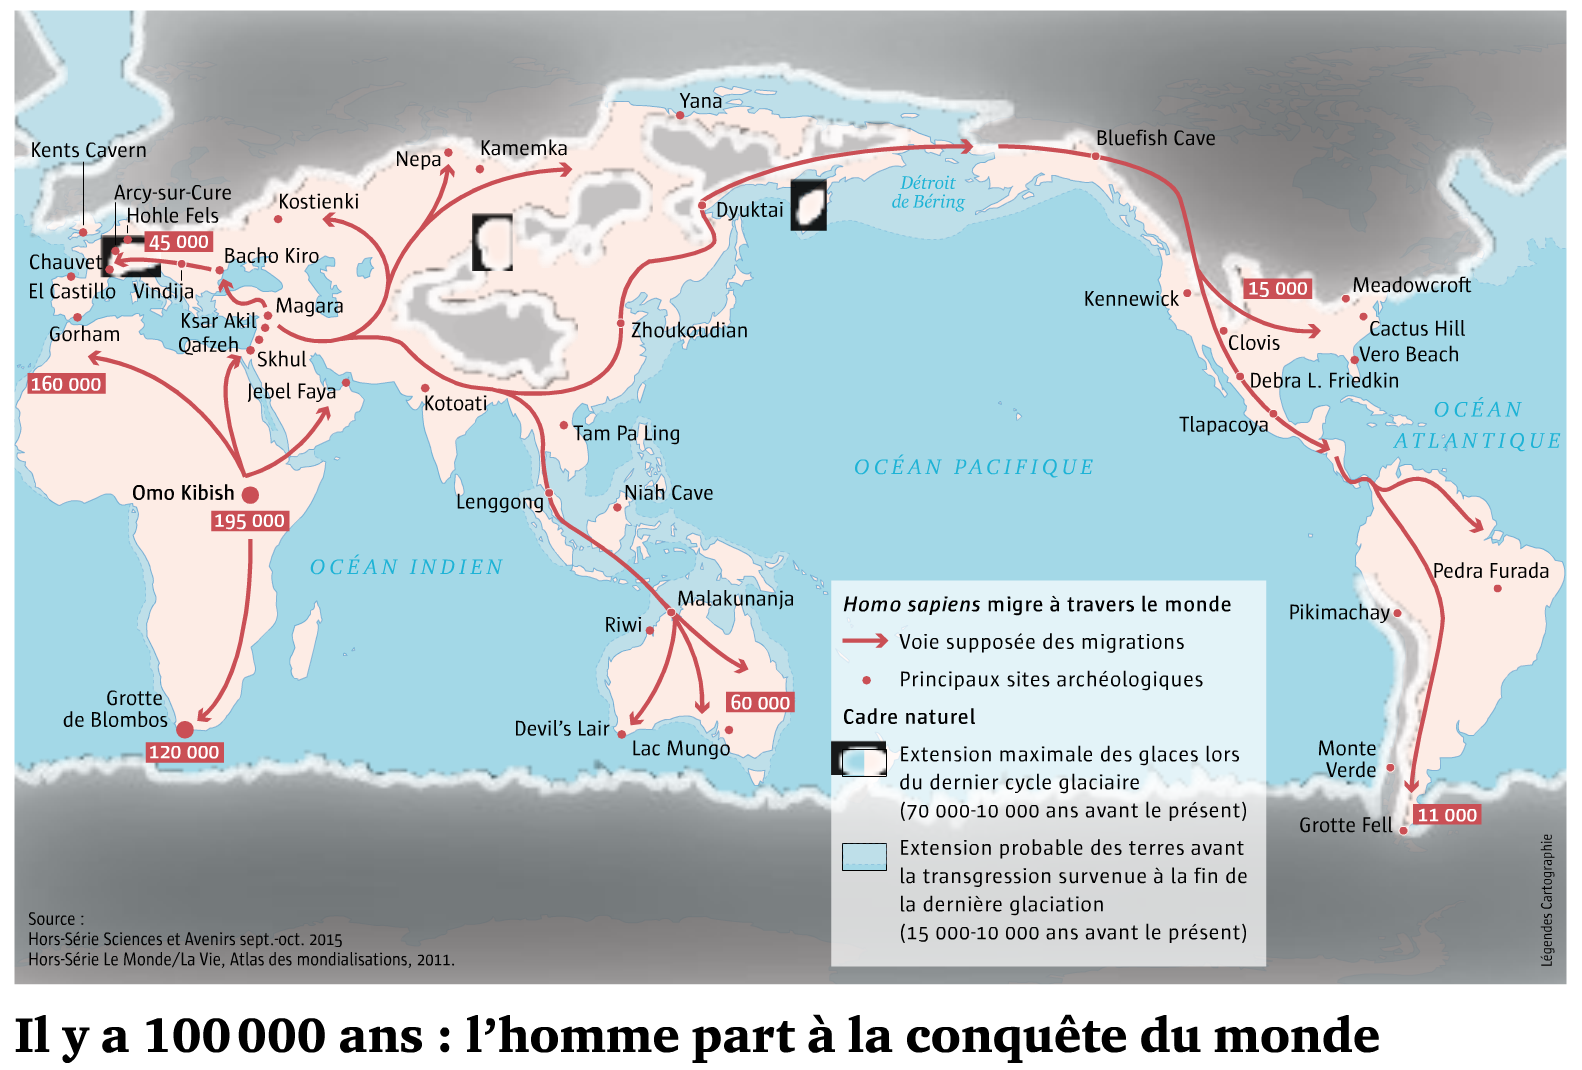 Yana
Bluefish Cave
Kents Cavern
Nepa
Kamemka
Détroit
de Béring
Arcy-sur-Cure
Hohle Fels
Kostienki
Dyuktai
45 000
Chauvet
Bacho Kiro
El Castillo
Vindija
Magara
Kennewick
15 000
Meadowcroft
Gorham
Ksar Akil
Qafzeh
Zhoukoudian
Cactus Hill
Clovis
Vero Beach
Skhul
160 000
Jebel Faya
Kotoati
Debra L. Friedkin
Tlapacoya
OCÉAN
ATLANTIQUE
Tam Pa Ling
OCÉAN PACIFIQUE
Omo Kibish
195 000
Lenggong
Niah Cave
OCÉAN INDIEN
Pedra Furada
Malakunanja
Riwi
Pikimachay
Homo sapiens migre à travers le monde
Voie supposée des migrations
Principaux sites archéologiques
Cadre naturel
Extension maximale des glaces lors
du dernier cycle glaciaire
(70 000-10 000 ans avant le présent)
Extension probable des terres avant
la transgression survenue à la fin de
la dernière glaciation
(15 000-10 000 ans avant le présent)
Grotte
de Blombos
120 000
60 000
Devil’s Lair
Lac Mungo
Monte
Verde
11 000
Grotte Fell
Légendes Cartographie
Source :
Hors-Série Sciences et Avenirs sept.-oct. 2015
Hors-Série Le Monde/La Vie, Atlas des mondialisations, 2011.
Il y a 100 000 ans : l’homme part à la conquête du monde